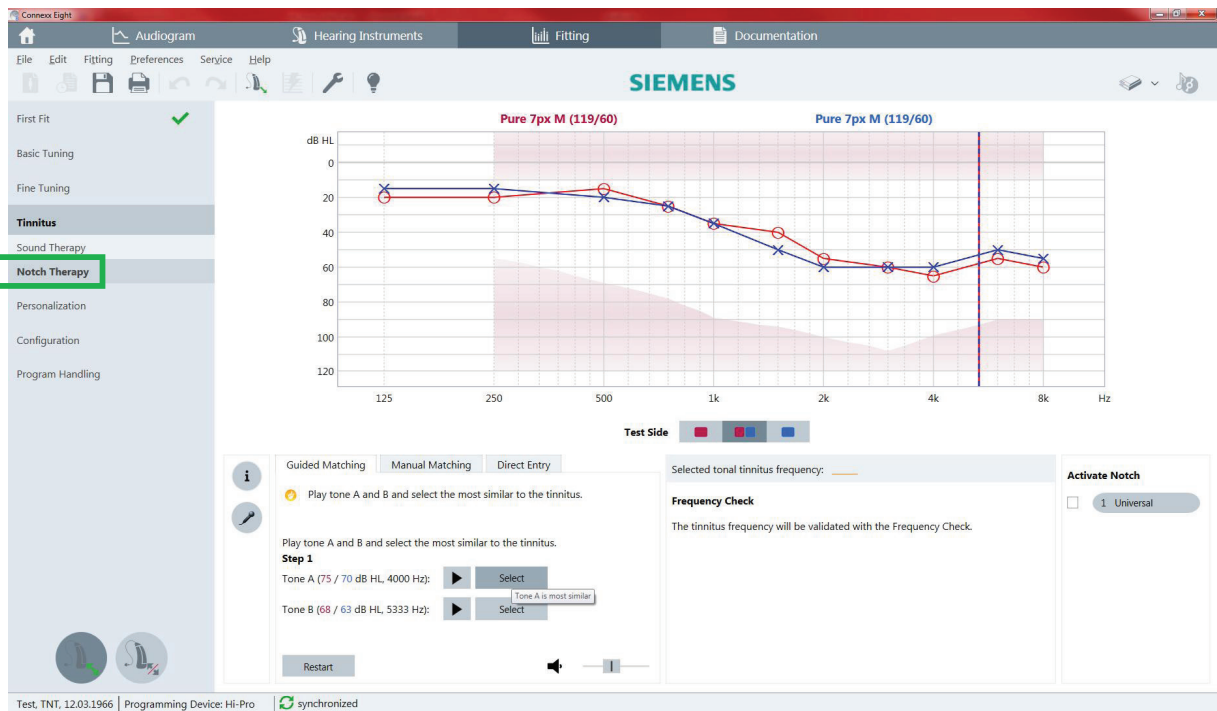 Connexx Eight
Audiogram
Hearing Instruments
Fitting
Documentation
File Edit Fitting Preferences Service Help
SIEMENS
First Fit
Basic Tuning
Fine Tuning
Tinnitus
Sound Therapy
Notch Therapy
Personalization
Configuration
Program Handling
Pure 7px M (119/60)
Pure 7px M (119/60)
dB HL
0
20
40
60
80
100
120
125 250 500 1k 2k 4k 8k Hz
Test Side
i
Guided Matching Manual Matching Direct Entry
Play tone A and B and select the most similar to the tinnitus.
Play tone A and B and select the most similar to the tinnitus.
Step 1
Tone A (75 / 70 dB HL, 4000 Hz): Select
Tone A is most similar
Tone B (68 / 63 dB HL, 5333 Hz): Select
Restart
Selected tonal tinnitus frequency:
Frequency Check
The tinnitus frequency will be validated with the Frequency Check.
Activate Notch
1 Universal
Test, TNT, 12.03.1966 Programming Device: Hi-Pro synchronized